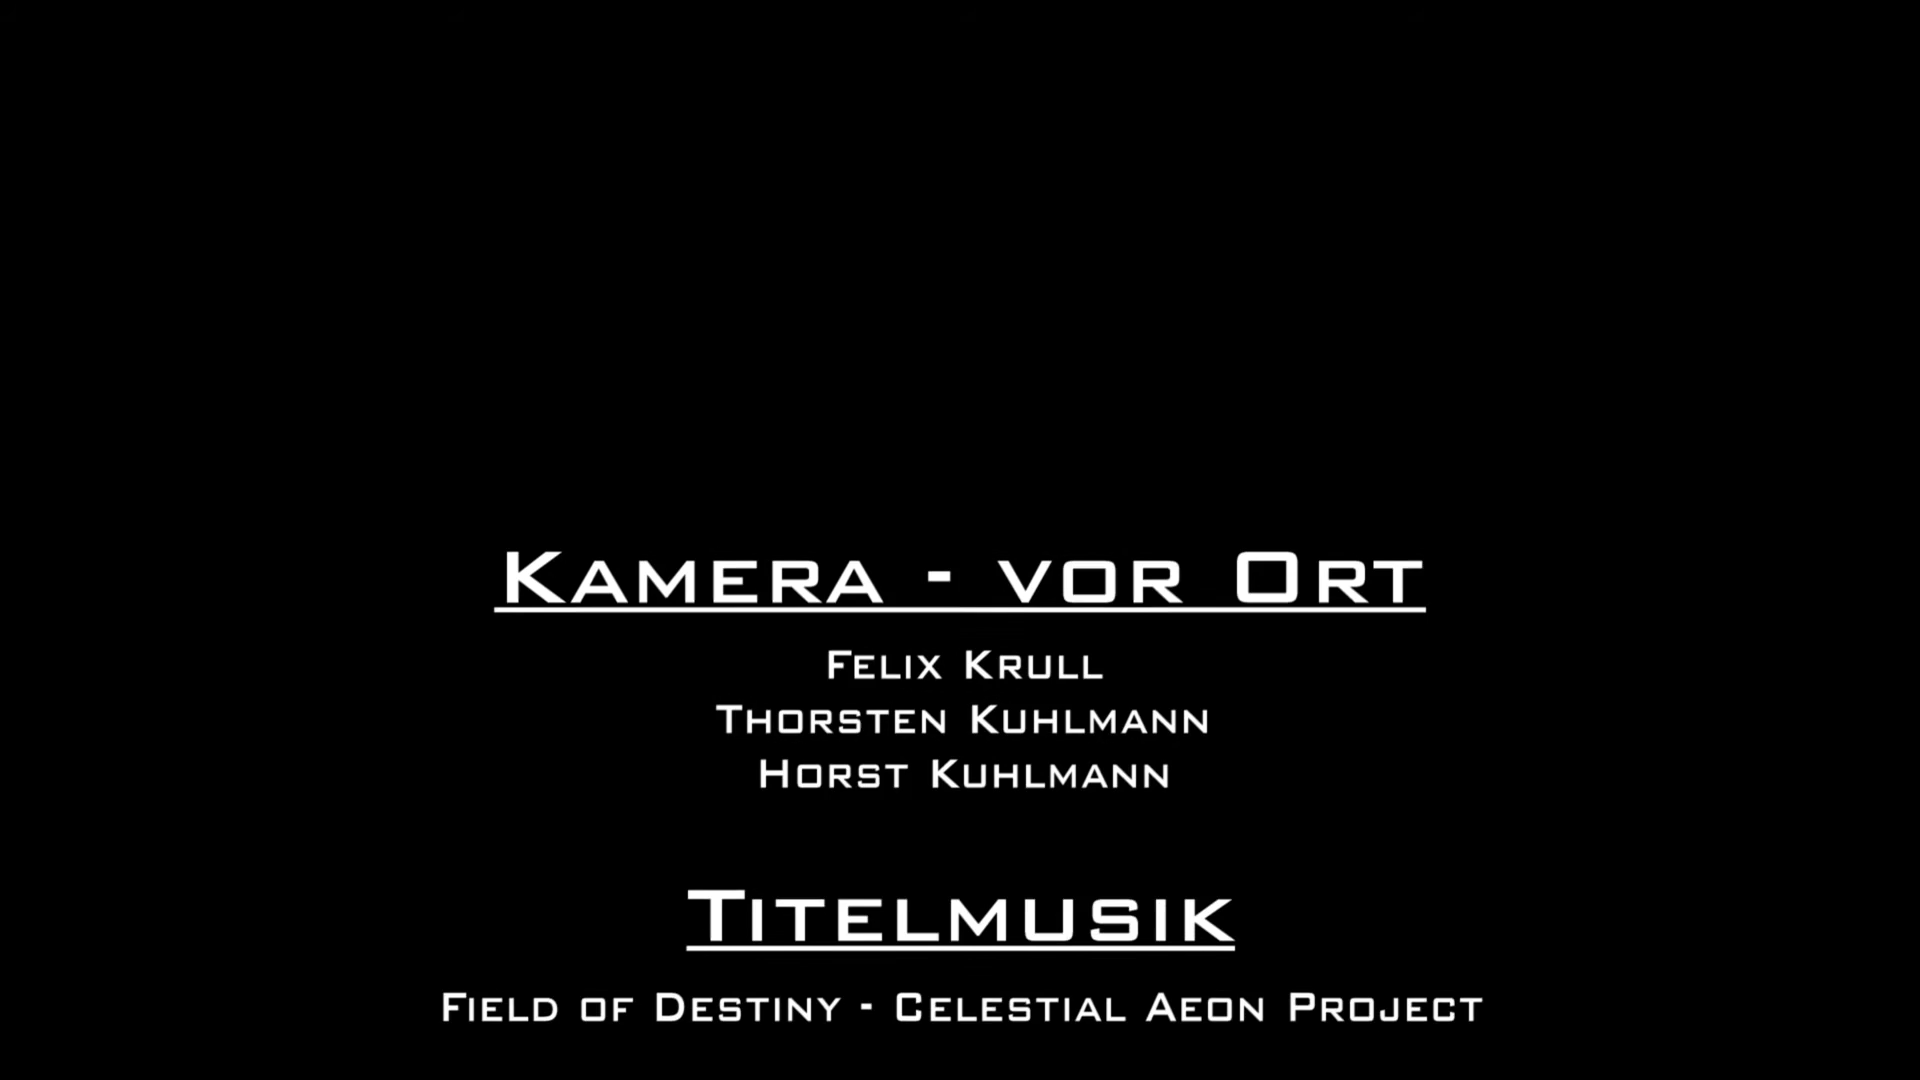 Kamera - vor Ort
Felix Krull
Thorsten Kuhlmann
Horst Kuhlmann
Titelmusik
Field of Destiny - Celestial Aeon Project